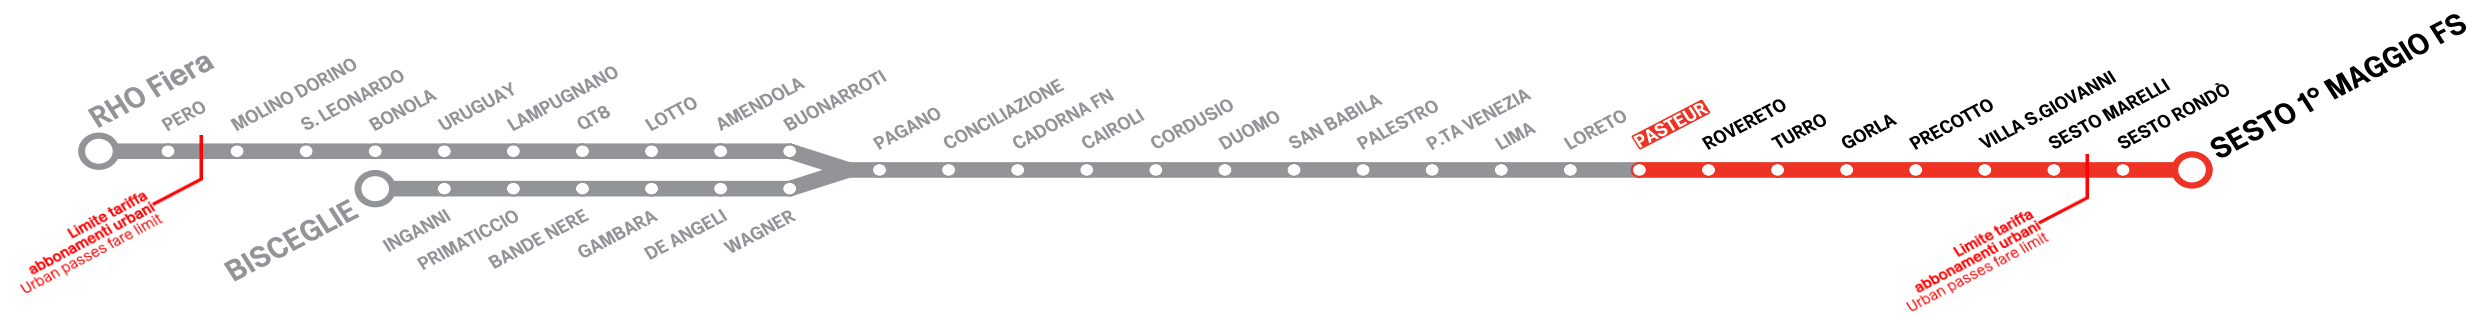 RHO Fiera
PERO
MOLINO DORINO
S. LEONARDO
BONOLA
URUGUAY
LAMPUGNANO
QT8
LOTTO
AMENDOLA
BUONARROTI
PAGANO
CONCILIAZIONE
CADORNA FN
CAIROLI
CORDUSIO
DUOMO
SAN BABILA
PALESTRO
P.TA VENEZIA
LIMA
LORETO
PASTEUR
ROVERETO
TURRO
GORLA
PRECOTTO
VILLA S.GIOVANNI
SESTO MARELLI
SESTO RONDÒ
SESTO 1° MAGGIO FS
Limite tariffa
abbonamenti urbani
Urban passes fare limit
BISCEGLIE
INGANNI
PRIMATICCIO
BANDE NERE
GAMBARA
DE ANGELI
WAGNER
Limite tariffa
abbonamenti urbani
Urban passes fare limit